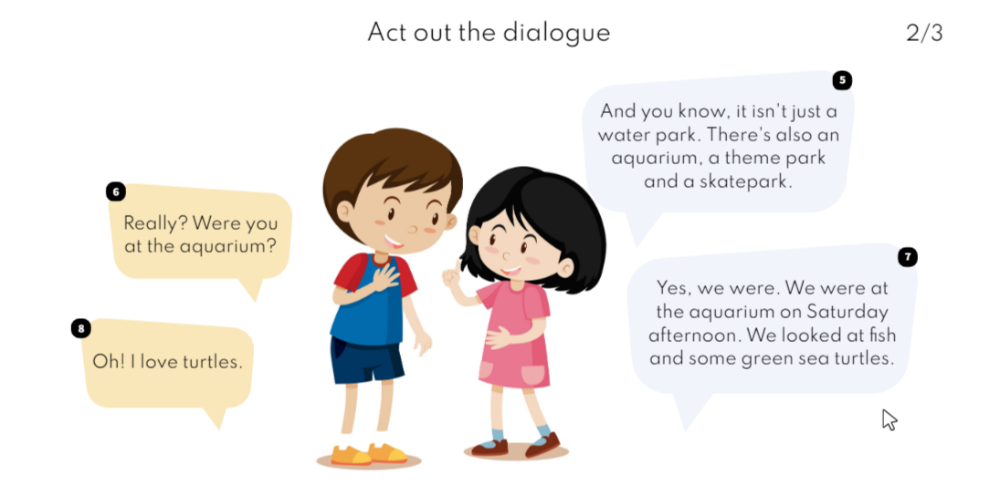 Act out the dialogue
2/3
5
And you know, it isn't just a
water park. There's also an
aquarium, a theme park
and a skatepark.
6
Really? Were you
at the aquarium?
7
Yes, we were. We were at
the aquarium on Saturday
afternoon. We looked at fish
and some green sea turtles.
8
Oh! I love turtles.